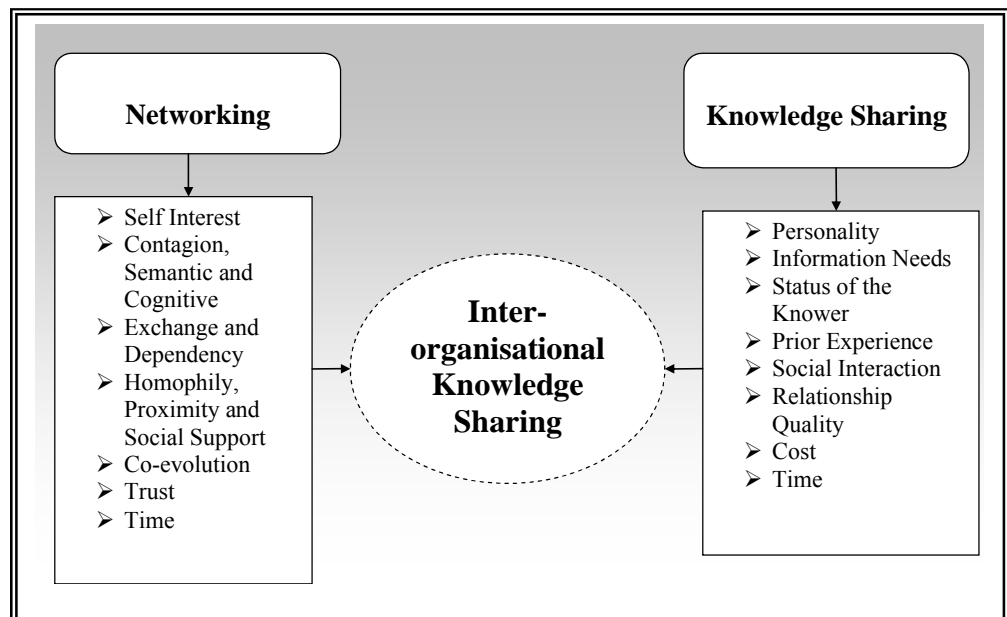 Networking
Self Interest
Contagion,
Semantic and
Cognitive
Exchange and
Dependency
Homophily,
Proximity and
Social Support
Co-evolution
Trust
Time
Inter-
organisational
Knowledge
Sharing
Knowledge Sharing
Personality
Information Needs
Status of the
Knower
Prior Experience
Social Interaction
Relationship
Quality
Cost
Time